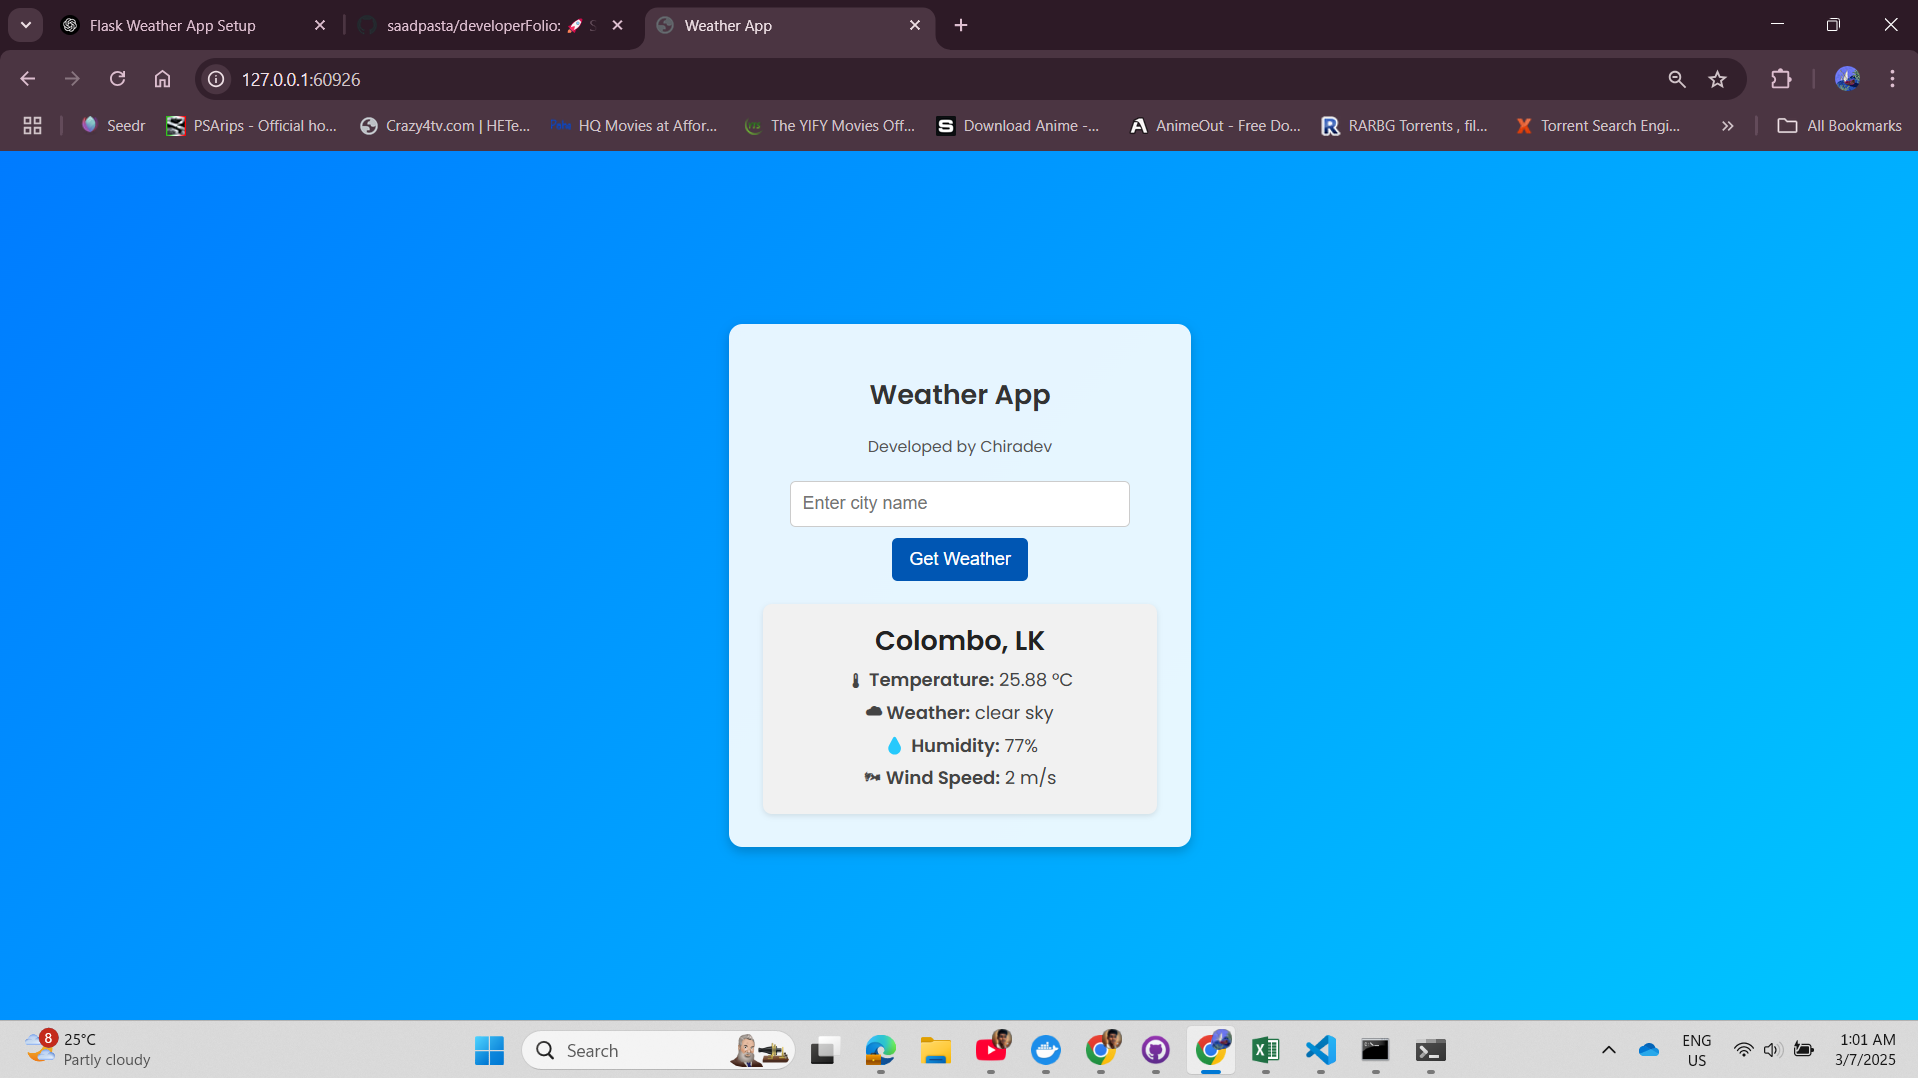 Flask Weather App Setup
saadpasta/developerFolio: 🚀 S
Weather App
127.0.0.1:60926
Seedr
PSArips - Official ho...
Crazy4tv.com | HETe...
HQ Movies at Affor...
The YIFY Movies Off...
Download Anime -...
AnimeOut - Free Do...
RARBG Torrents , fil...
Torrent Search Engi...
All Bookmarks
Weather App
Developed by Chiradev
Enter city name
Get Weather
Colombo, LK
🌡 Temperature: 25.88 °C
☁ Weather: clear sky
💧 Humidity: 77%
🌬 Wind Speed: 2 m/s
8
25°C
Partly cloudy
Search
ENG
US
1:01 AM
3/7/2025